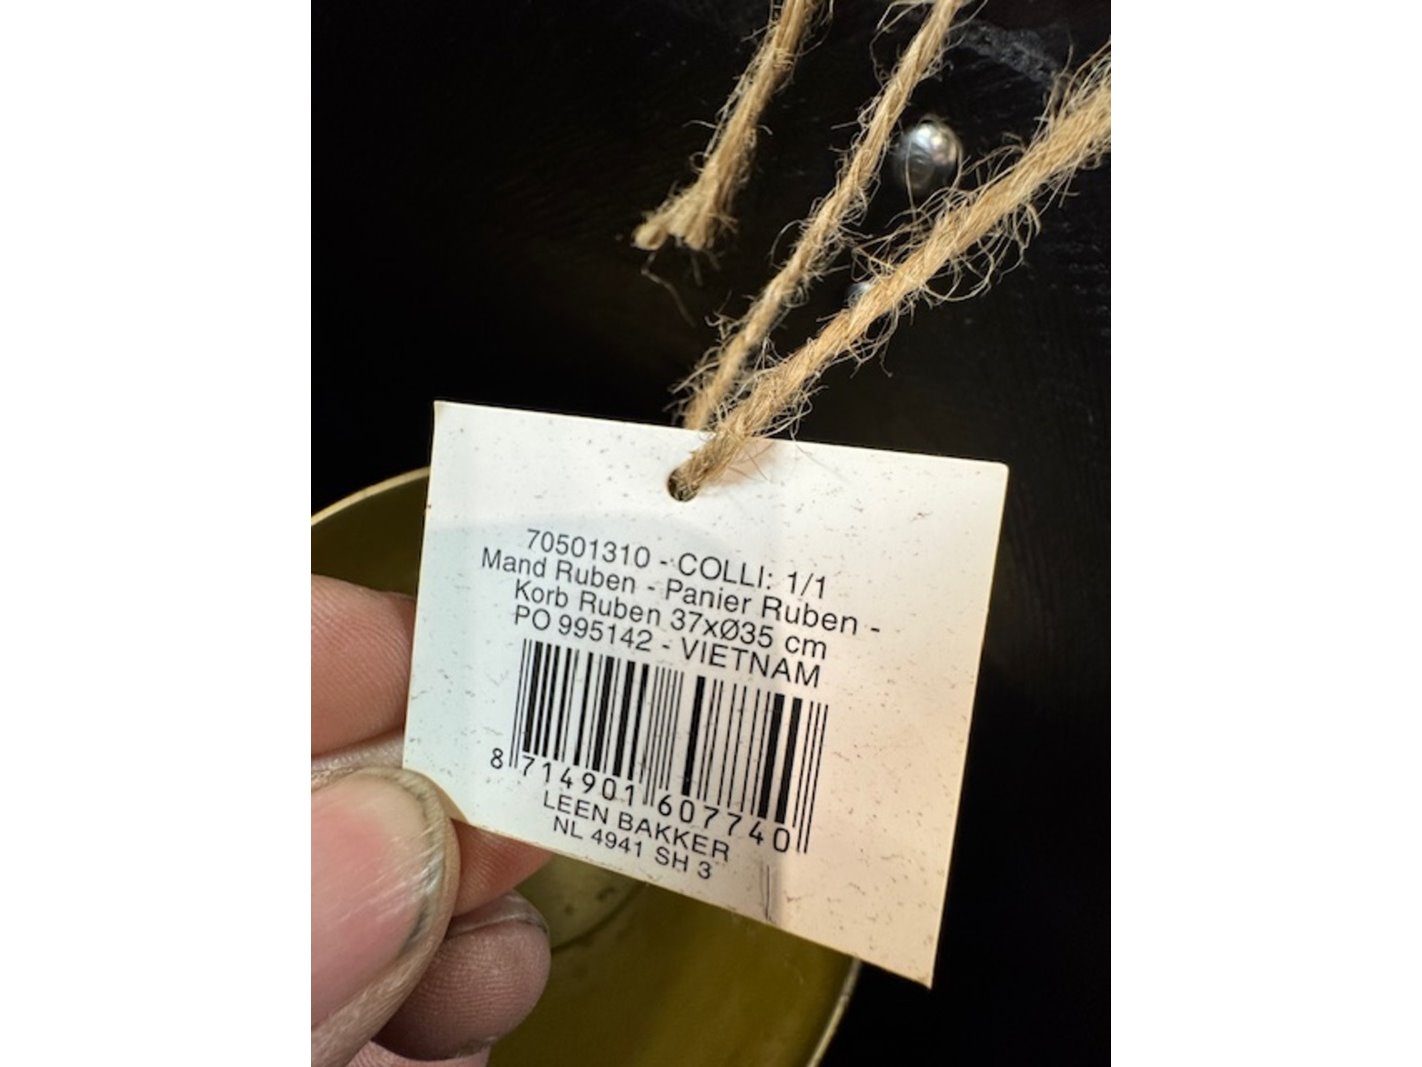 70501310 - COLLI: 1/1
Mand Ruben - Panier Ruben -
Korb Ruben 37xØ35 cm
PO 995142 - VIETNAM
8 714901 607740
LEEN BAKKER
NL 4941 SH 3